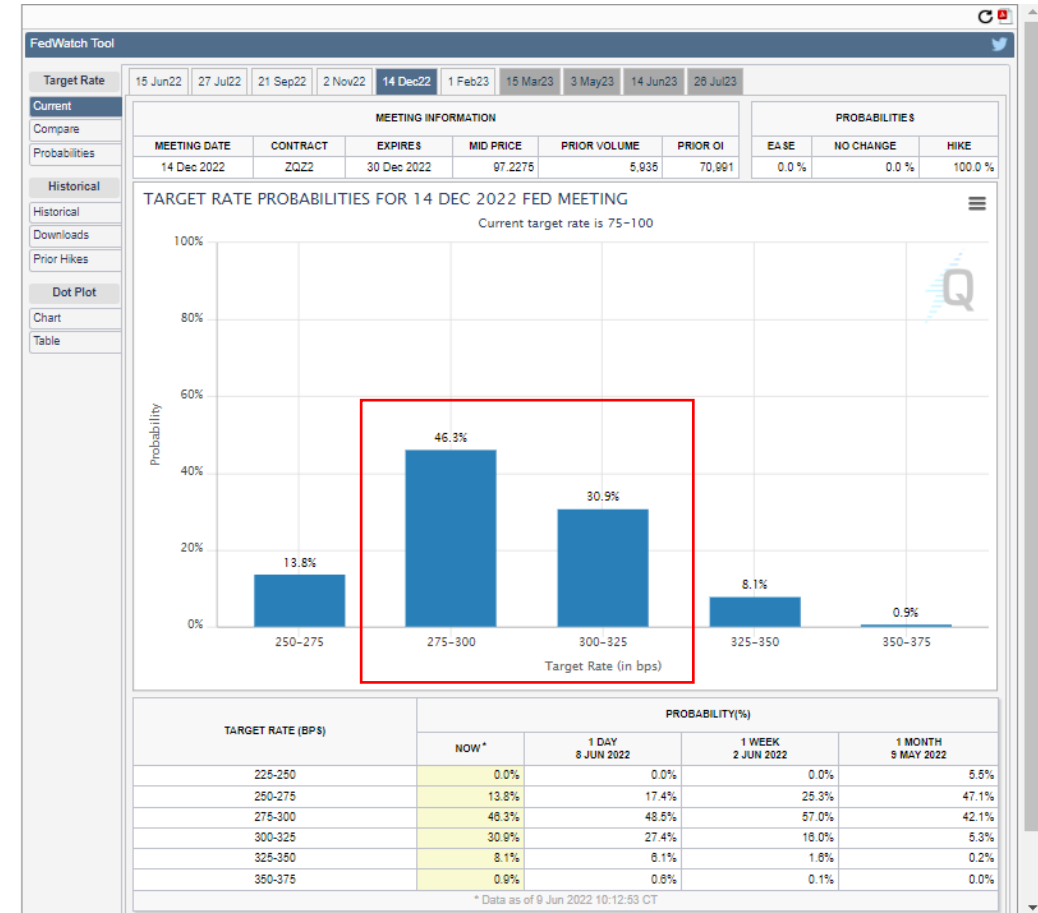 FedWatch Tool
Target Rate
Current
Compare
Probabilities
Historical
Historical
Downloads
Prior Hikes
Dot Plot
Chart
Table
15 Jun22 27 Jul22 21 Sep22 2 Nov22 14 Dec22 1 Feb23 15 Mar23 3 May23 14 Jun23 26 Jul23
MEETING INFORMATION
MEETING DATE CONTRACT EXPIRES MID PRICE PRIOR VOLUME PRIOR OI
14 Dec 2022 ZQZ2 30 Dec 2022 97.2275 5,935 70,991
PROBABILITIES
EASE NO CHANGE HIKE
0.0 % 0.0 % 100.0 %
TARGET RATE PROBABILITIES FOR 14 DEC 2022 FED MEETING
Current target rate is 75-100
Q
Probability
100%
80%
60%
40%
20%
0%
13.8%
46.3%
30.9%
8.1%
0.9%
250-275 275-300 300-325 325-350 350-375
Target Rate (in bps)
TARGET RATE (BPS) PROBABILITY(%)
NOW* 1 DAY 1 WEEK 1 MONTH
8 JUN 2022 2 JUN 2022 9 MAY 2022
225-250 0.0% 0.0% 0.0% 5.5%
250-275 13.8% 17.4% 25.3% 47.1%
275-300 46.3% 48.5% 57.0% 42.1%
300-325 30.9% 27.4% 16.0% 5.3%
325-350 8.1% 6.1% 1.6% 0.2%
350-375 0.9% 0.6% 0.1% 0.0%
* Data as of 9 Jun 2022 10:12:53 CT